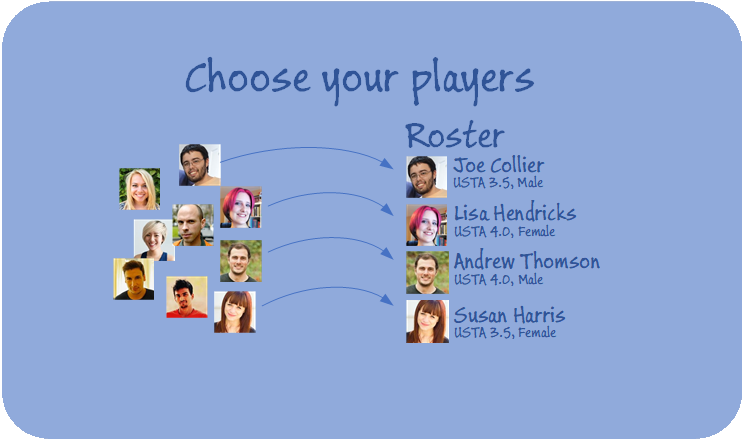 Choose your players
Roster
Joe Collier
USTA 3.5, Male
Lisa Hendricks
USTA 4.0, Female
Andrew Thomson
USTA 4.0, Male
Susan Harris
USTA 3.5, Female